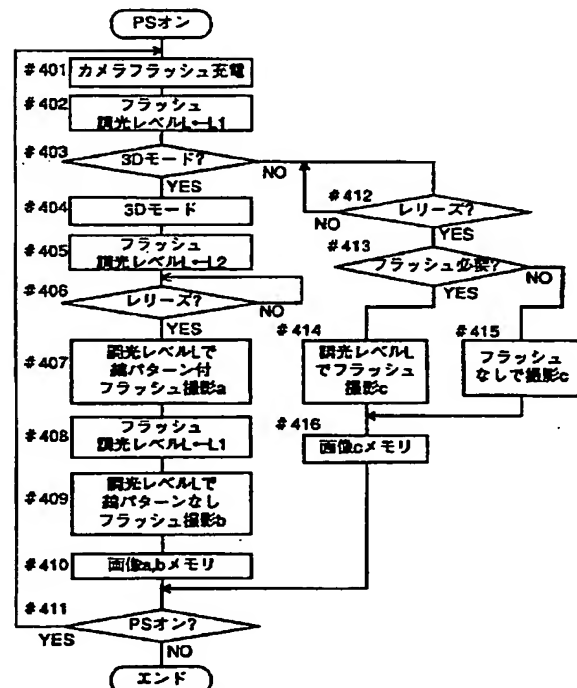 PSオン
#401
カメラフラッシュ充電
#402
フラッシュ
調光レベルL←L1
#403
3Dモード?
NO
YES
#404
3Dモード
#405
フラッシュ
調光レベルL←L2
#406
レリーズ?
NO
YES
#407
調光レベルLで
縞パターン付
フラッシュ撮影a
#408
フラッシュ
調光レベルL←L1
#409
調光レベルLで
縞パターンなし
フラッシュ撮影b
#410
画像a,bメモリ
#411
PSオン?
YES
NO
エンド
#412
レリーズ?
NO
YES
#413
フラッシュ必要?
NO
YES
#414
調光レベルL
でフラッシュ
撮影c
#415
フラッシュ
なしで撮影c
#416
画像cメモリ